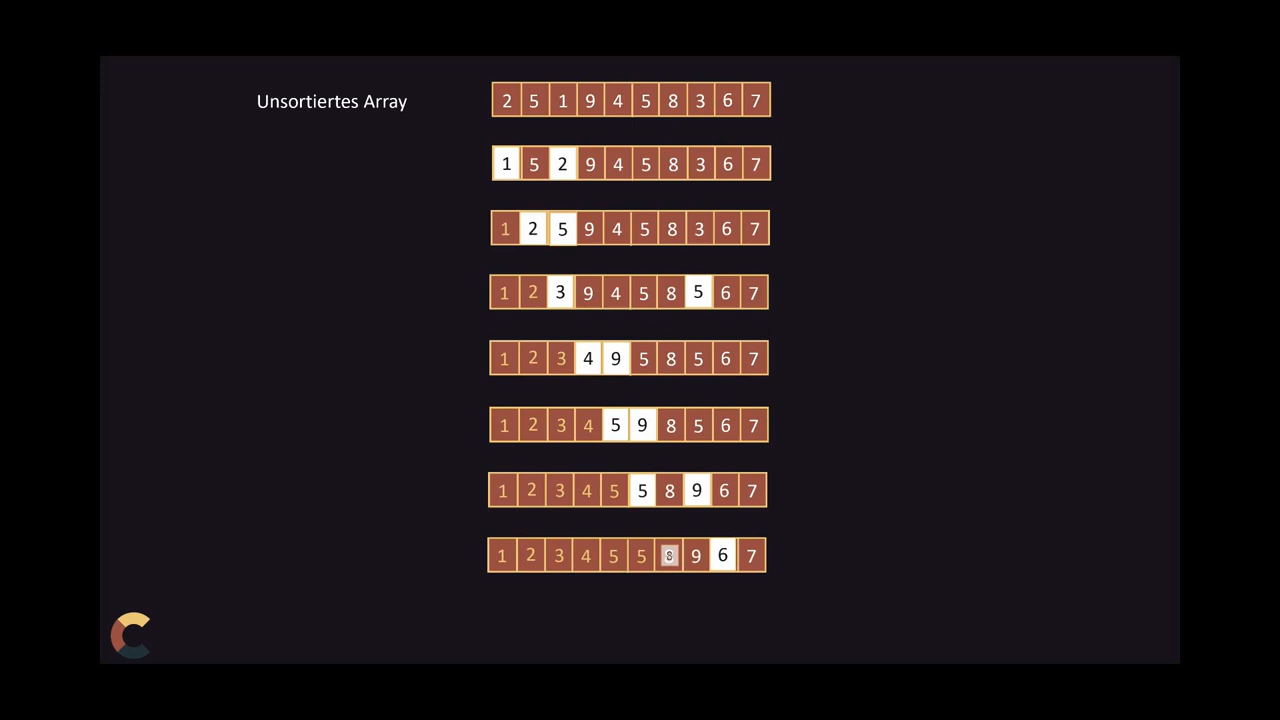 Unsortiertes Array 2 5 1 9 4 5 8 3 6 7
1 5 2 9 4 5 8 3 6 7
1 2 5 9 4 5 8 3 6 7
1 2 3 9 4 5 8 5 6 7
1 2 3 4 9 5 8 5 6 7
1 2 3 4 5 9 8 5 6 7
1 2 3 4 5 5 8 9 6 7
1 2 3 4 5 5 8 9 6 7